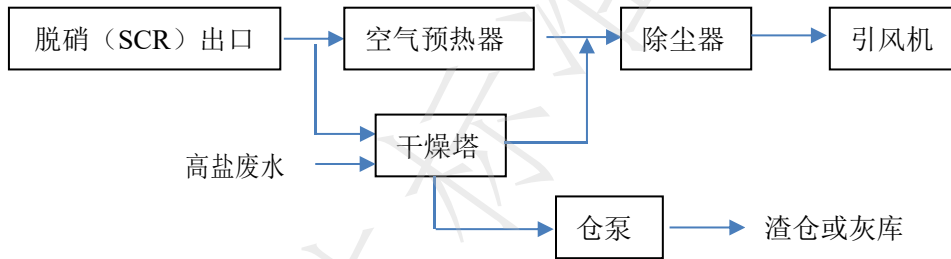 脱硝（SCR）出口
空气预热器
除尘器
引风机
高盐废水
干燥塔
仓泵
渣仓或灰库